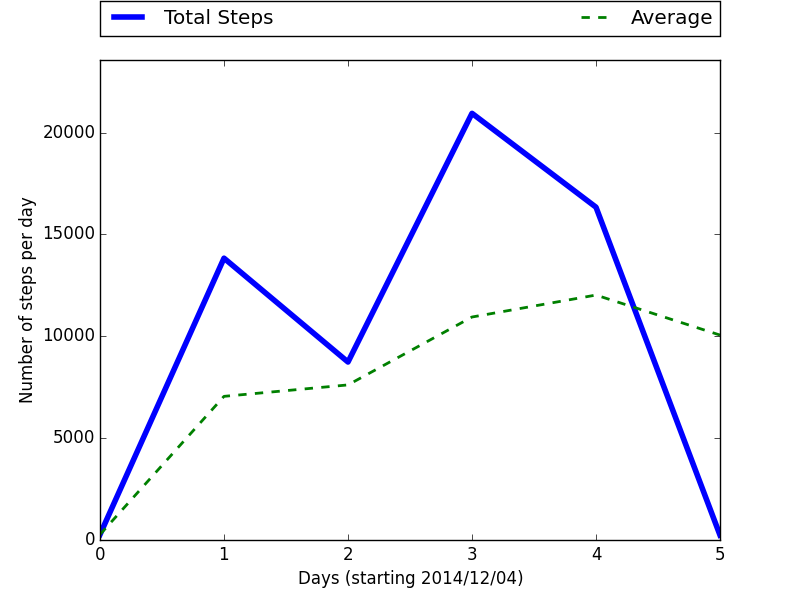 Total Steps Average
20000
15000
10000
5000
0
Number of steps per day
0 1 2 3 4 5
Days (starting 2014/12/04)